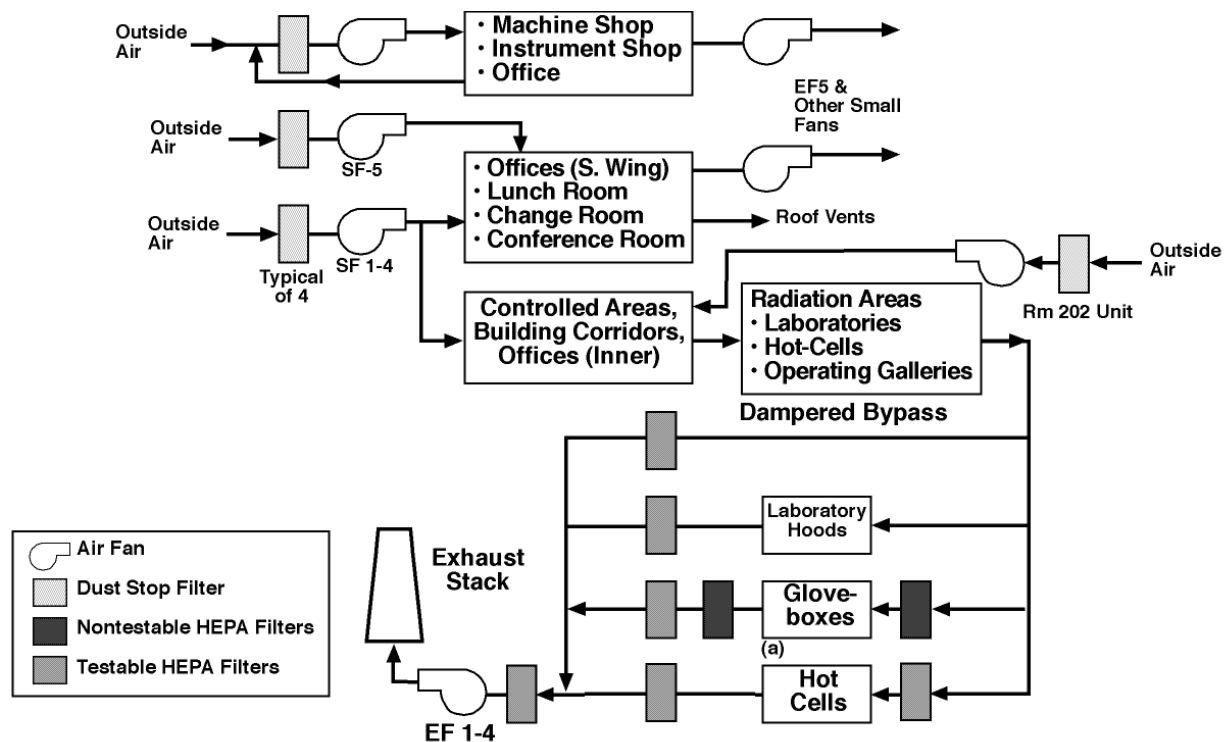 Outside
Air
· Machine Shop
· Instrument Shop
· Office
EF5 &
Other Small
Fans
Outside
Air
SF-5
· Offices (S. Wing)
· Lunch Room
· Change Room
· Conference Room
Roof Vents
Outside
Air
Typical
of 4
SF 1-4
Outside
Air
Rm 202 Unit
Controlled Areas,
Building Corridors,
Offices (Inner)
Radiation Areas
· Laboratories
· Hot-Cells
· Operating Galleries
Dampered Bypass
Laboratory
Hoods
Glove-
boxes
(a)
Hot
Cells
Exhaust
Stack
EF 1-4
Air Fan
Dust Stop Filter
Nontestable HEPA Filters
Testable HEPA Filters